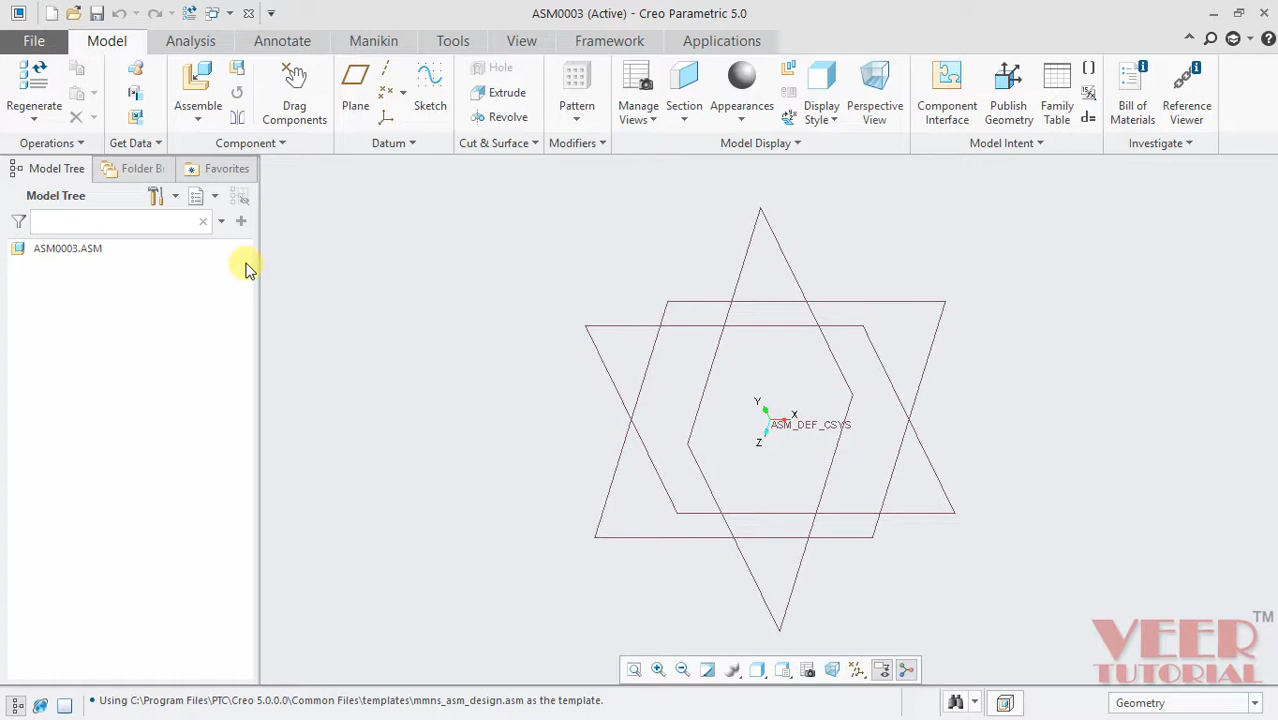 ASM0003 (Active) - Creo Parametric 5.0
File Model Analysis Annotate Manikin Tools View Framework Applications
Regenerate
Assemble
Drag Components
Plane
Sketch
Hole
Extrude
Revolve
Pattern
Manage Views
Section
Appearances
Display Style
Perspective View
Component Interface
Publish Geometry
Family Table
Bill of Materials
Reference Viewer
Operations Get Data Component Datum Cut & Surface Modifiers Model Display Model Intent Investigate
Model Tree Folder Br Favorites
Model Tree
ASM0003.ASM
Y
X
ASM_DEF_CSYS
Z
VEER TM
TUTORIAL
• Using C:\Program Files\PTC\Creo 5.0.0.0\Common Files\templates\mmns_asm_design.asm as the template.
Geometry